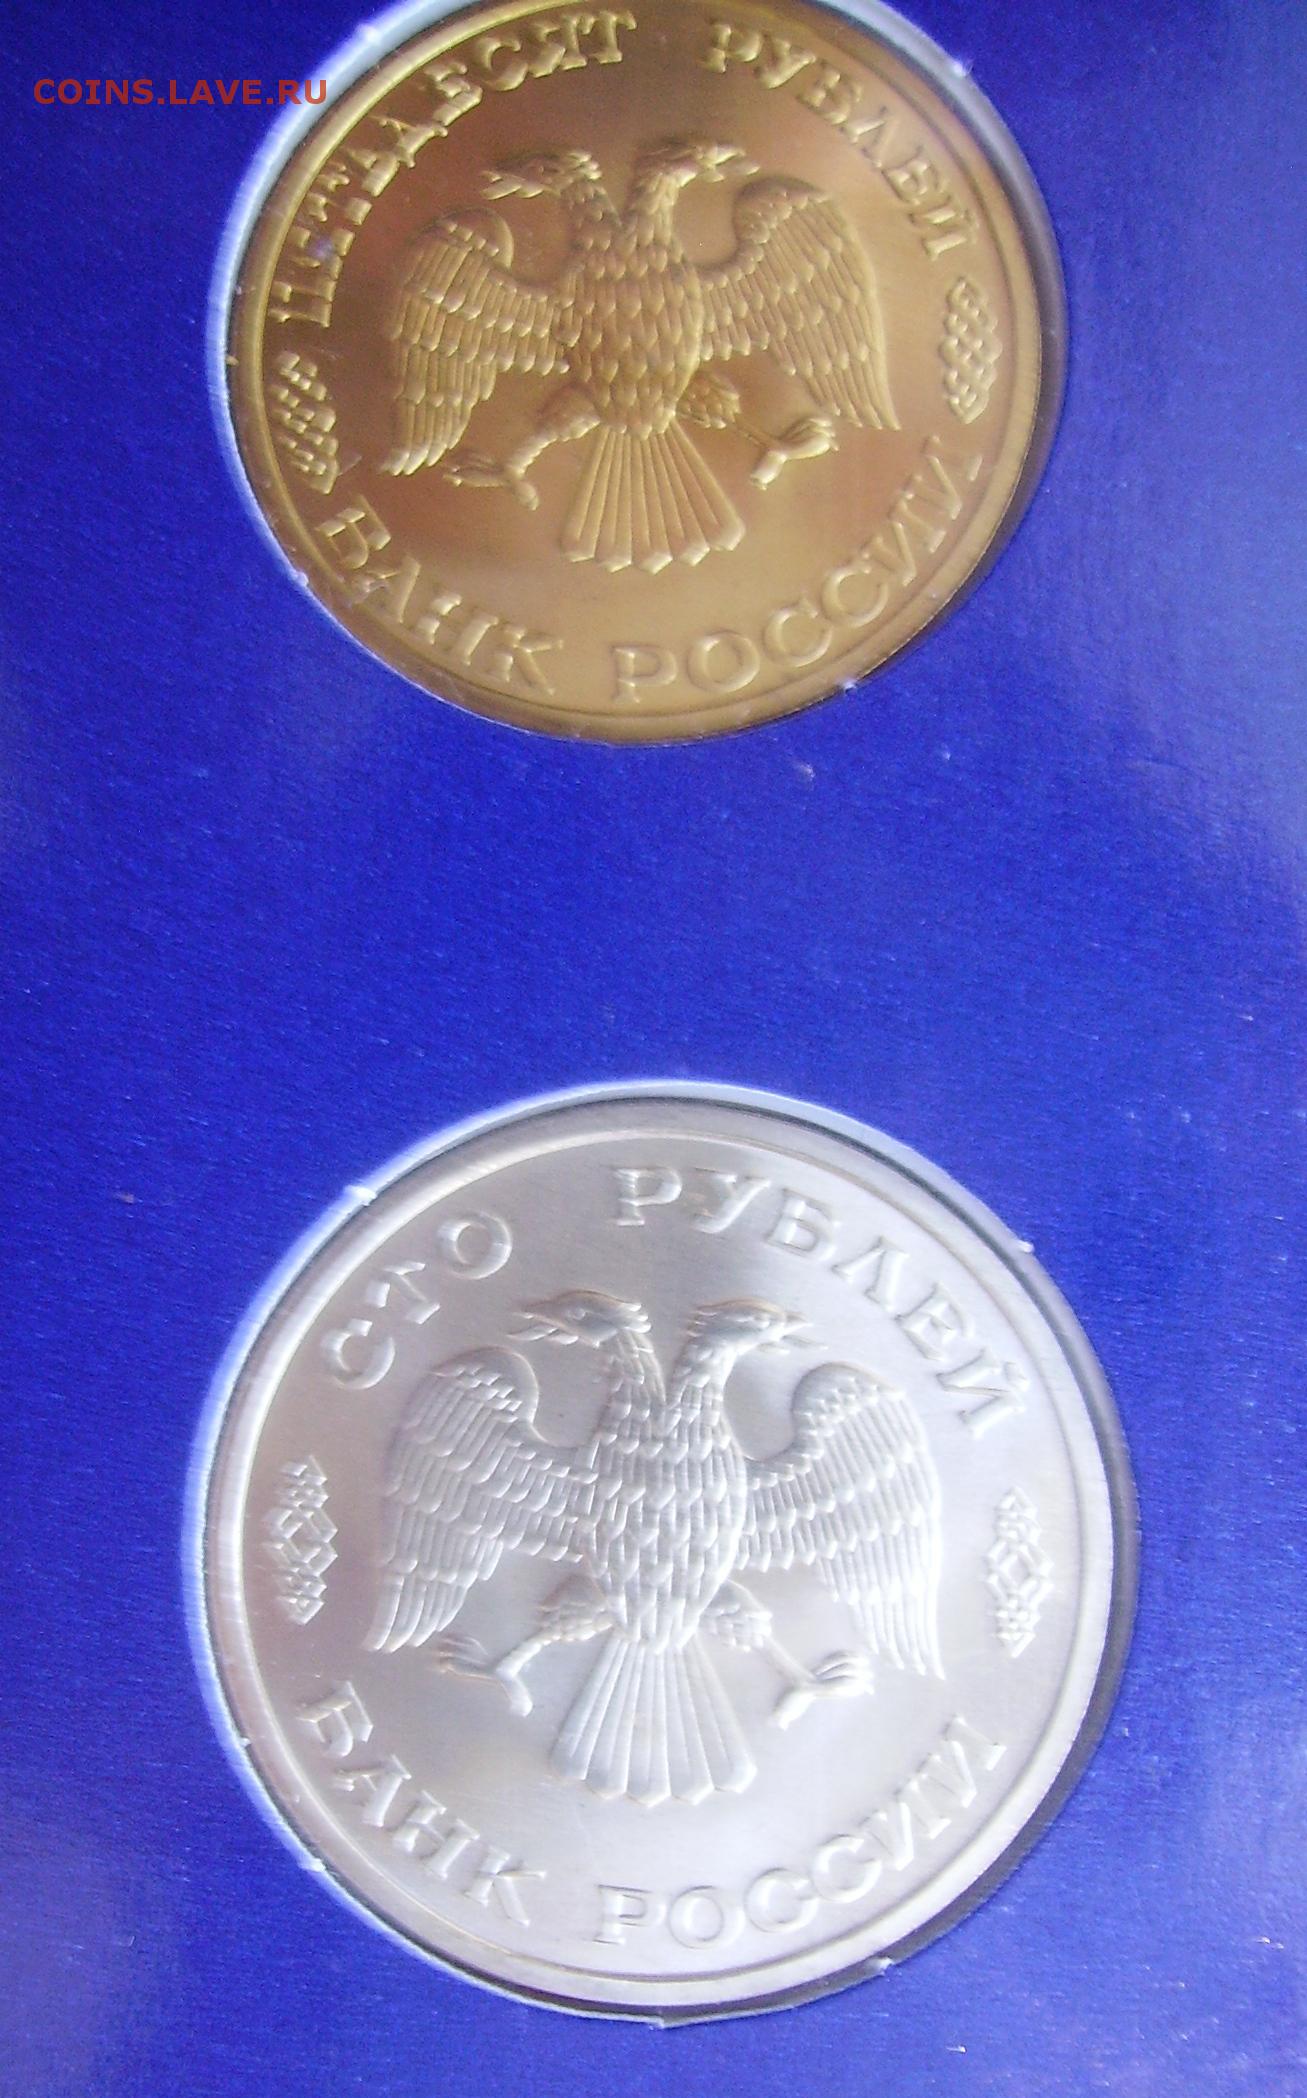 COINS.LAVE.RU
ПЯТЬДЕСЯТ РУБЛЕЙ
БАНК РОССИИ
СТО РУБЛЕЙ
БАНК РОССИИ